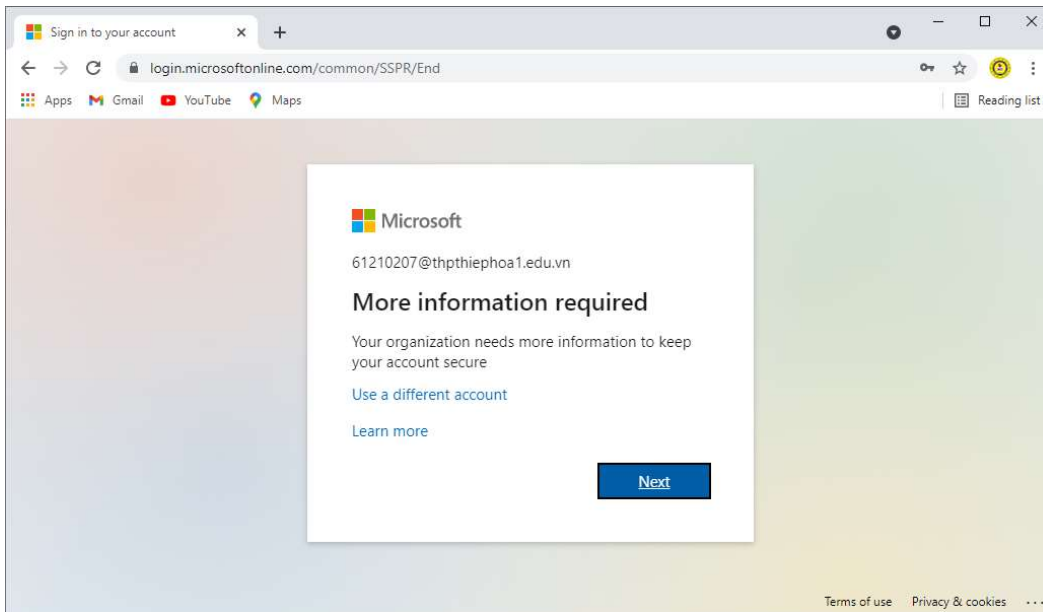 Sign in to your account
login.microsoftonline.com/common/SSPR/End
Apps Gmail YouTube Maps Reading list
Microsoft
61210207@thpthiephoa1.edu.vn
More information required
Your organization needs more information to keep
your account secure
Use a different account
Learn more
Next
Terms of use Privacy & cookies ...